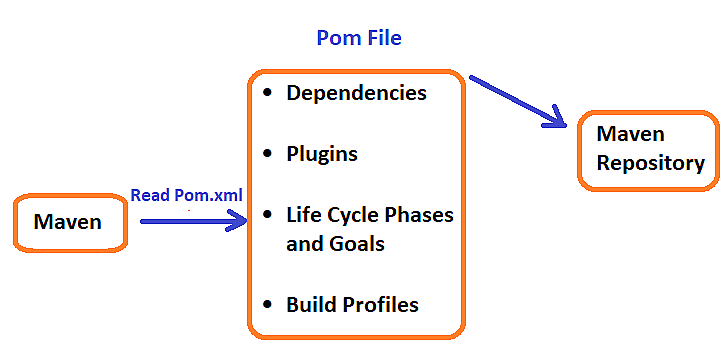 Pom File
Maven
Read Pom.xml
• Dependencies
• Plugins
• Life Cycle Phases
and Goals
• Build Profiles
Maven
Repository